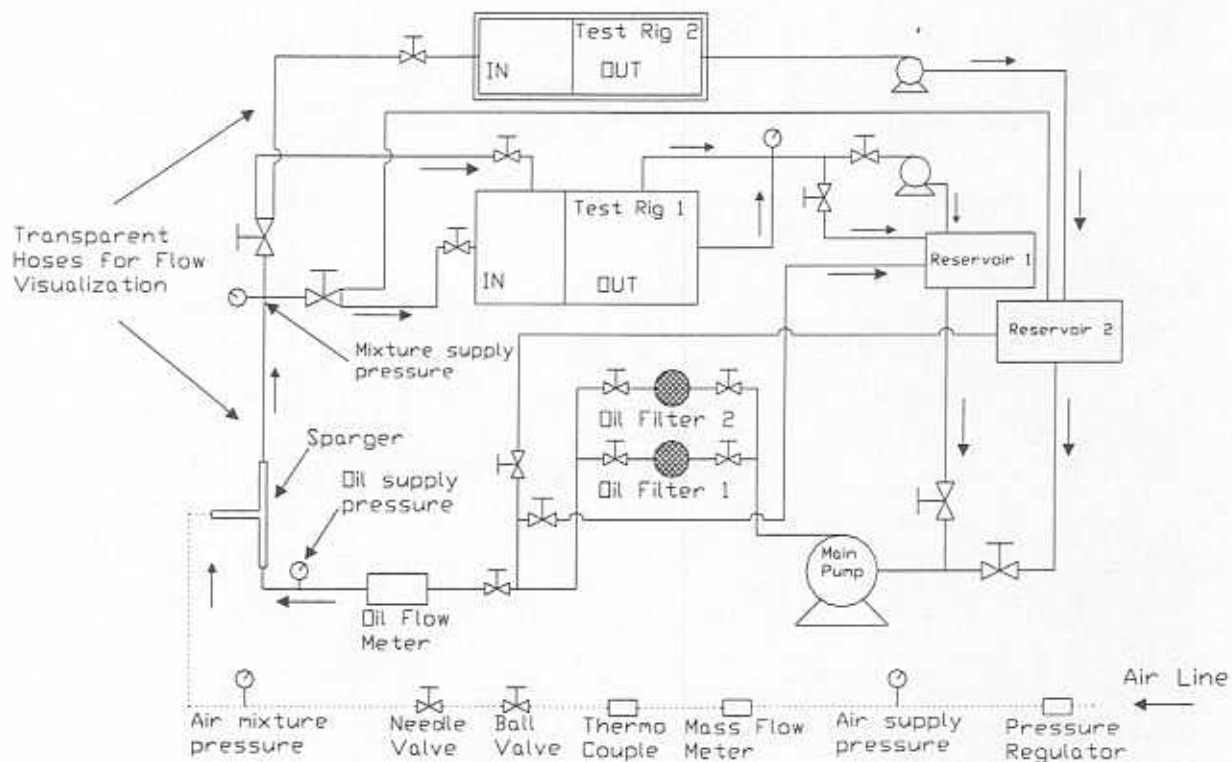 Test Rig 2
IN
OUT
Test Rig 1
IN
OUT
Transparent
Hoses for Flow
Visualization
Reservoir 1
Reservoir 2
Mixture supply
pressure
Oil Filter 2
Oil Filter 1
Sparger
Oil supply
pressure
Main
Pump
Oil Flow
Meter
Air Line
Air mixture
pressure
Needle
Valve
Ball
Valve
Thermo
Couple
Mass Flow
Meter
Air supply
pressure
Pressure
Regulator